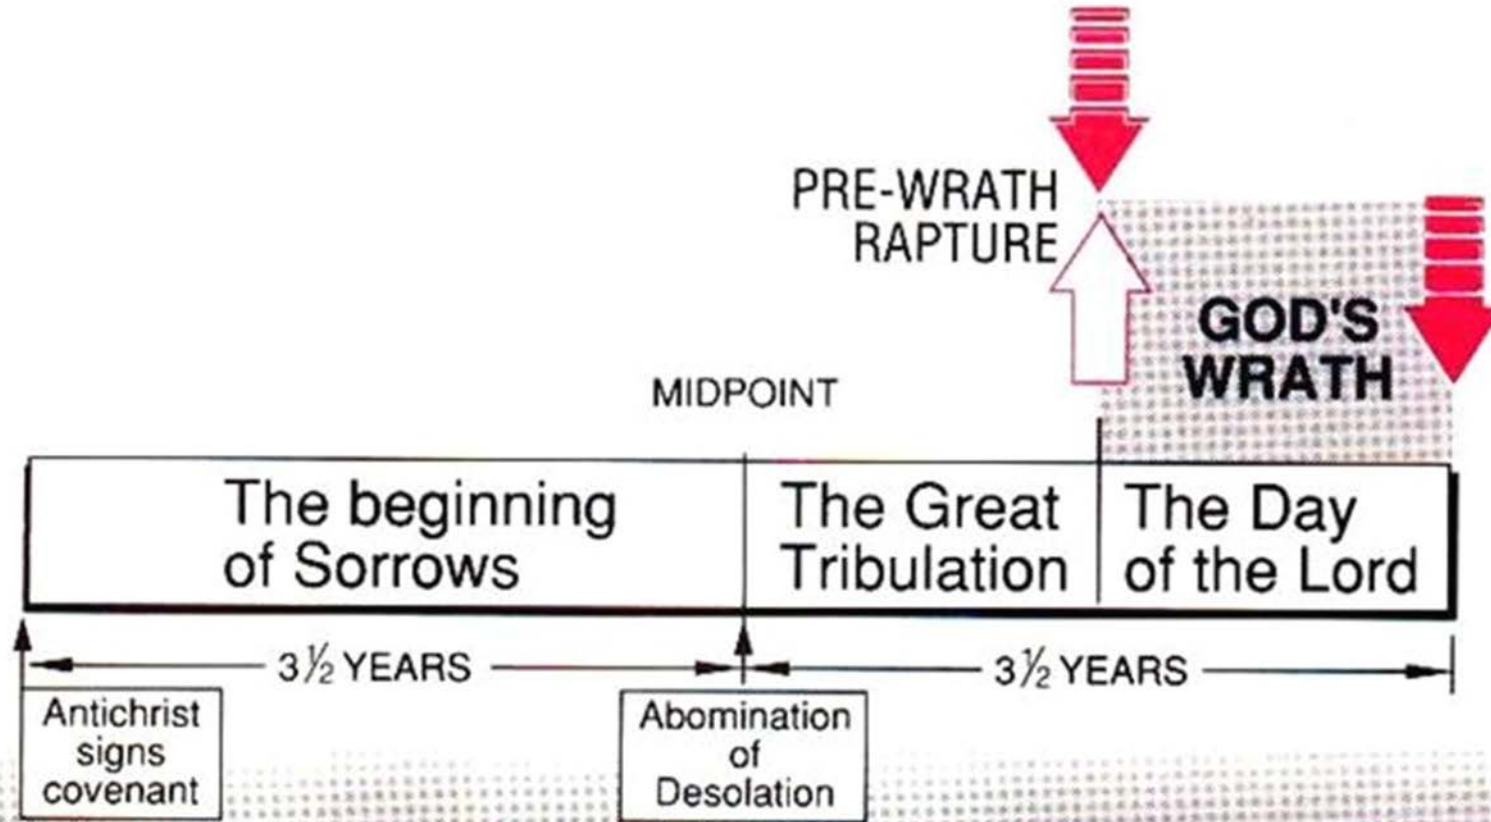 PRE-WRATH
RAPTURE
GOD'S
WRATH
MIDPOINT
The beginning
of Sorrows
The Great
Tribulation
The Day
of the Lord
3½ YEARS
3½ YEARS
Antichrist
signs
covenant
Abomination
of
Desolation